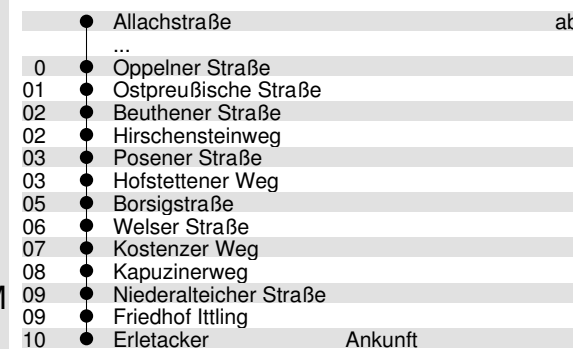 Allachstraße ab
...
0 Oppelner Straße
01 Ostpreußische Straße
02 Beuthener Straße
02 Hirschensteinweg
03 Posener Straße
03 Hofstettener Weg
05 Borsigstraße
06 Welser Straße
07 Kostenzer Weg
08 Kapuzinerweg
09 Niederalteicher Straße
09 Friedhof Ittling
10 Erletacker Ankunft